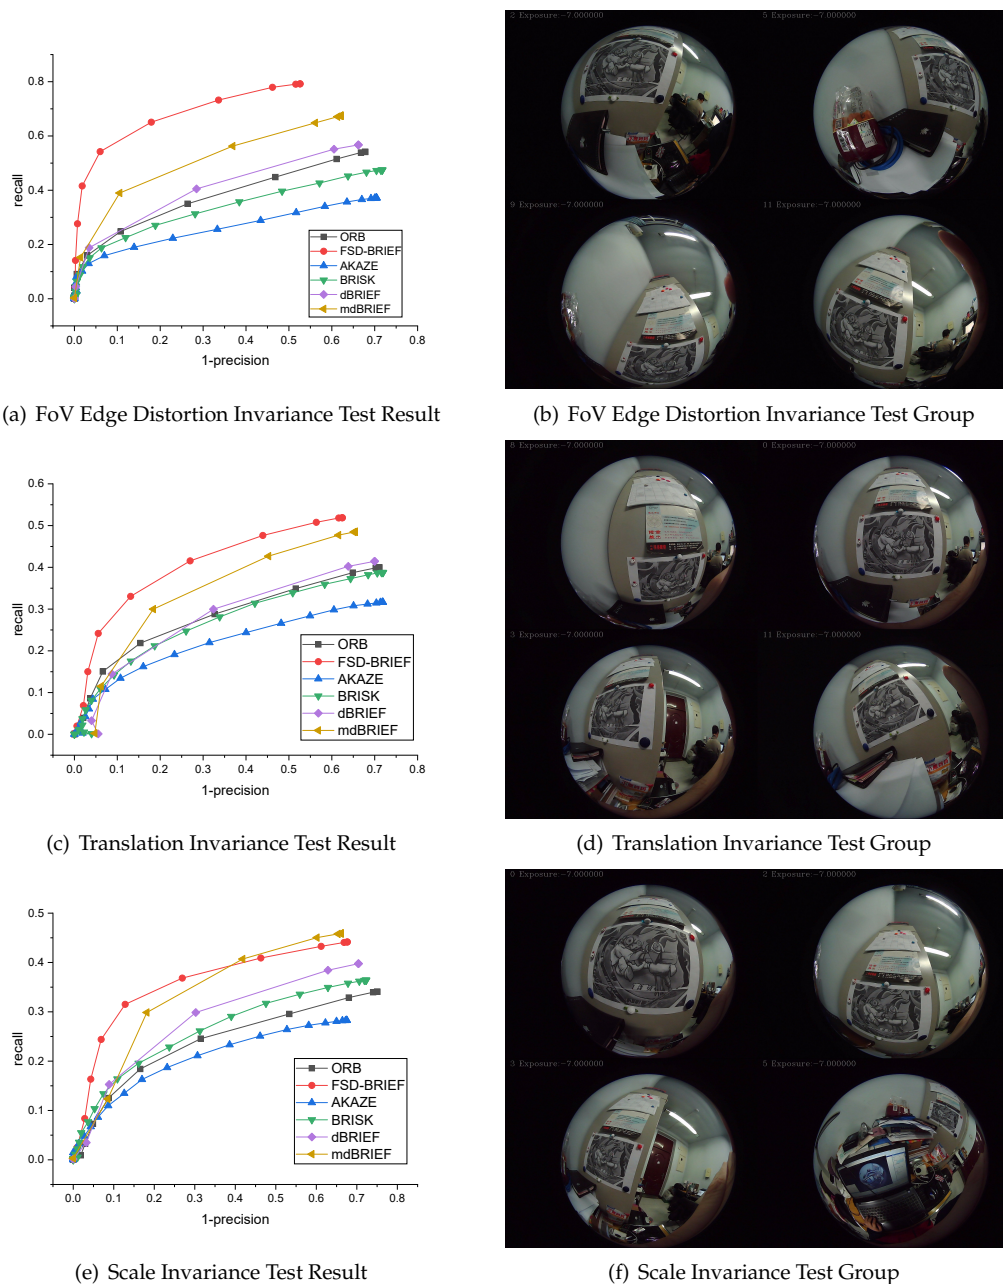 2 Exposure:-7.000000
5 Exposure:-7.000000
0.8
0.6
0.4
0.2
0.0
recall
ORB
FSD-BRIEF
AKAZE
BRISK
dBRIEF
mdBRIEF
0.0 0.1 0.2 0.3 0.4 0.5 0.6 0.7 0.8
1-precision
9 Exposure:-7.000000
11 Exposure:-7.000000
(a) FoV Edge Distortion Invariance Test Result
(b) FoV Edge Distortion Invariance Test Group
0.6
0.5
0.4
0.3
0.2
0.1
0.0
recall
ORB
FSD-BRIEF
AKAZE
BRISK
dBRIEF
mdBRIEF
0.0 0.1 0.2 0.3 0.4 0.5 0.6 0.7 0.8
1-precision
8 Exposure:-7.000000
0 Exposure:-7.000000
3 Exposure:-7.000000
11 Exposure:-7.000000
(c) Translation Invariance Test Result
(d) Translation Invariance Test Group
0.5
0.4
0.3
0.2
0.1
0.0
recall
ORB
FSD-BRIEF
AKAZE
BRISK
dBRIEF
mdBRIEF
0.0 0.1 0.2 0.3 0.4 0.5 0.6 0.7 0.8
1-precision
0 Exposure:-7.000000
2 Exposure:-7.000000
3 Exposure:-7.000000
5 Exposure:-7.000000
(e) Scale Invariance Test Result
(f) Scale Invariance Test Group